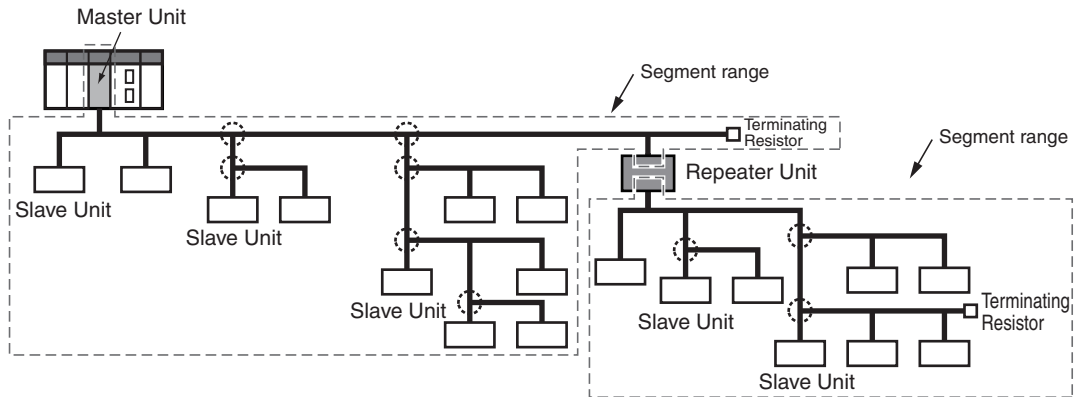 Master Unit
Segment range
Terminating
Resistor
Segment range
Repeater Unit
Slave Unit
Slave Unit
Slave Unit
Slave Unit
Terminating
Resistor
Slave Unit